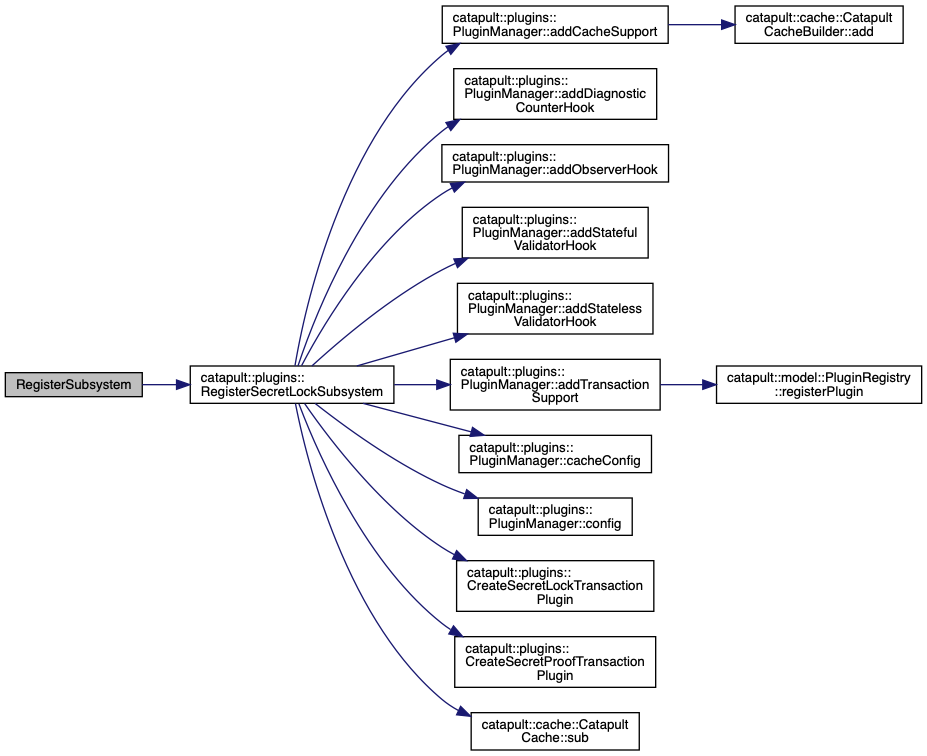 RegisterSubsystem
catapult::plugins::
RegisterSecretLockSubsystem
catapult::plugins::
PluginManager::addCacheSupport
catapult::cache::Catapult
CacheBuilder::add
catapult::plugins::
PluginManager::addDiagnostic
CounterHook
catapult::plugins::
PluginManager::addObserverHook
catapult::plugins::
PluginManager::addStateful
ValidatorHook
catapult::plugins::
PluginManager::addStateless
ValidatorHook
catapult::plugins::
PluginManager::addTransaction
Support
catapult::model::PluginRegistry
::registerPlugin
catapult::plugins::
PluginManager::cacheConfig
catapult::plugins::
PluginManager::config
catapult::plugins::
CreateSecretLockTransaction
Plugin
catapult::plugins::
CreateSecretProofTransaction
Plugin
catapult::cache::Catapult
Cache::sub